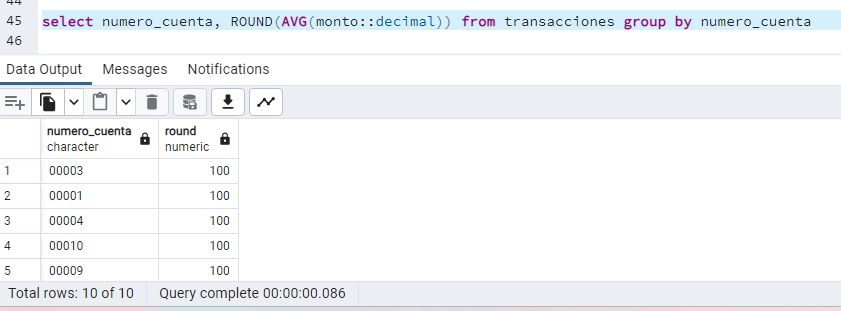 44
45 select numero_cuenta, ROUND(AVG(monto::decimal)) from transacciones group by numero_cuenta
46
Data Output Messages Notifications
numero_cuenta round
character numeric
1 00003 100
2 00001 100
3 00004 100
4 00010 100
5 00009 100
Total rows: 10 of 10 Query complete 00:00:00.086